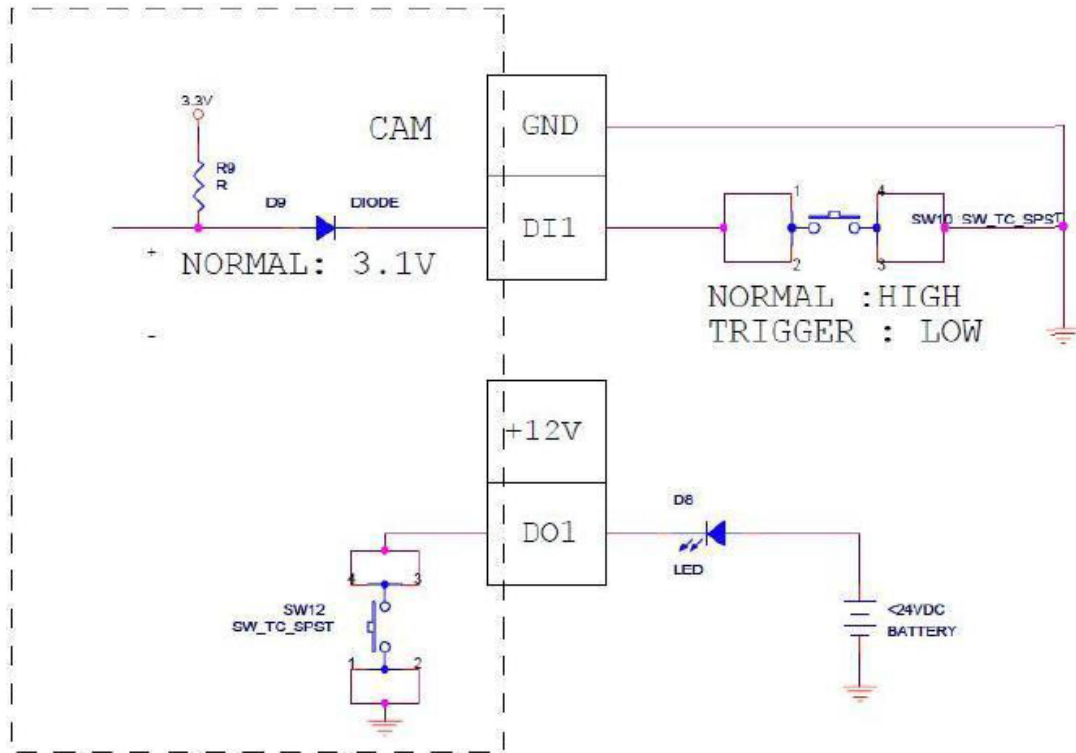 3.3V
CAM
GND
R9
R
D9
DIODE
DI1
1
4
SW10 SW_TC_SPST
2
3
+
NORMAL: 3.1V
-
NORMAL :HIGH
TRIGGER : LOW
+12V
D8
DO1
LED
4
3
SW12
SW_TC_SPST
<24VDC
BATTERY
1
2